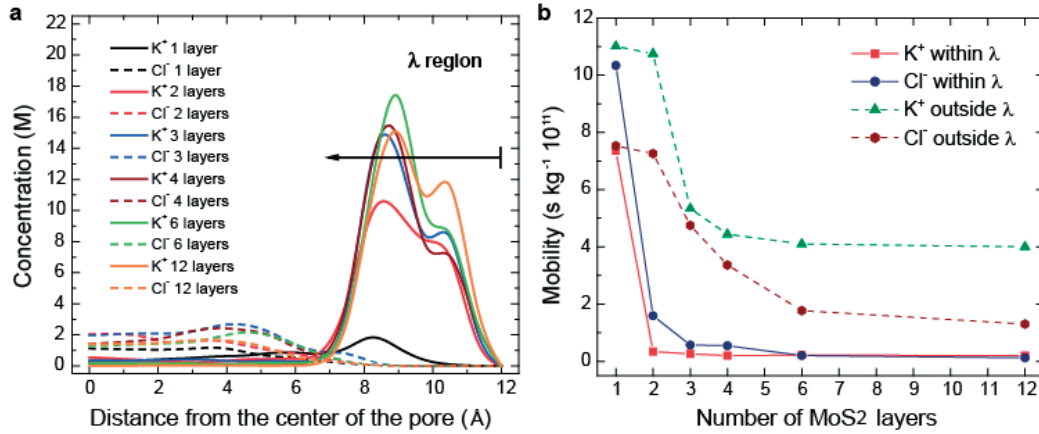 a
Concentration (M)
22
20
18
16
14
12
10
8
6
4
2
0
K⁺ 1 layer
Cl⁻ 1 layer
K⁺ 2 layers
Cl⁻ 2 layers
K⁺ 3 layers
Cl⁻ 3 layers
K⁺ 4 layers
Cl⁻ 4 layers
K⁺ 6 layers
Cl⁻ 6 layers
K⁺ 12 layers
Cl⁻ 12 layers
λ region
0 2 4 6 8 10 12
Distance from the center of the pore (Å)
b
Mobility (s kg⁻¹ 10¹¹)
12
10
8
6
4
2
0
K⁺ within λ
Cl⁻ within λ
K⁺ outside λ
Cl⁻ outside λ
1 2 3 4 5 6 7 8 9 10 11 12
Number of MoS2 layers